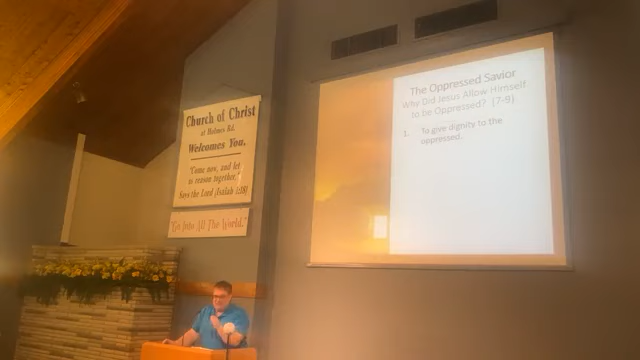 Church of Christ
at Holmes Rd.
Welcomes You.
"Come now, and let
us reason together,"
Says the Lord (Isaiah 1:18)
"Go Into All The World."
The Oppressed Savior
Why Did Jesus Allow Himself
to be Oppressed? (7-9)
1. To give dignity to the
oppressed.